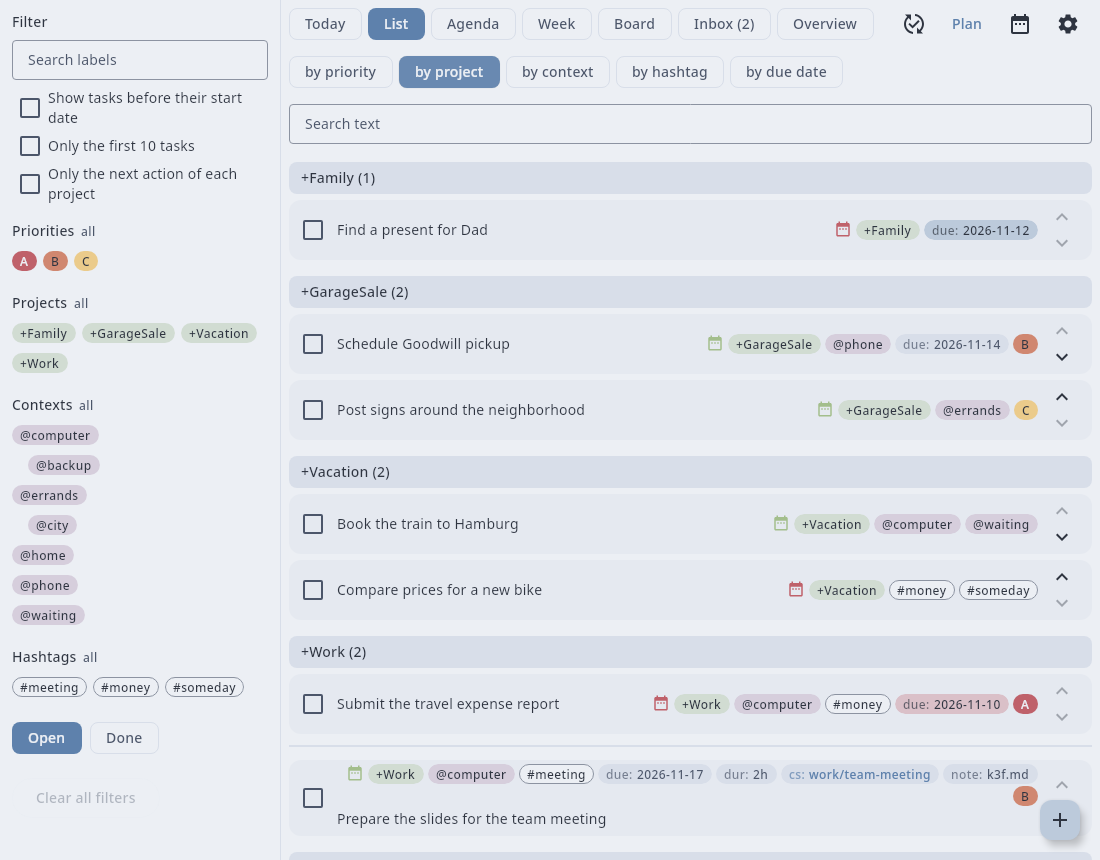 Filter
Search labels
Show tasks before their start
date
Only the first 10 tasks
Only the next action of each
project
Priorities all
A B C
Projects all
+Family +GarageSale +Vacation
+Work
Contexts all
@computer
@backup
@errands
@city
@home
@phone
@waiting
Hashtags all
#meeting #money #someday
Open Done
Clear all filters
Today List Agenda Week Board Inbox (2) Overview Plan
by priority by project by context by hashtag by due date
Search text
+Family (1)
Find a present for Dad +Family due: 2026-11-12
+GarageSale (2)
Schedule Goodwill pickup +GarageSale @phone due: 2026-11-14 B
Post signs around the neighborhood +GarageSale @errands C
+Vacation (2)
Book the train to Hamburg +Vacation @computer @waiting
Compare prices for a new bike +Vacation #money #someday
+Work (2)
Submit the travel expense report +Work @computer #money due: 2026-11-10 A
+Work @computer #meeting due: 2026-11-17 dur: 2h cs: work/team-meeting note: k3f.md
B
Prepare the slides for the team meeting